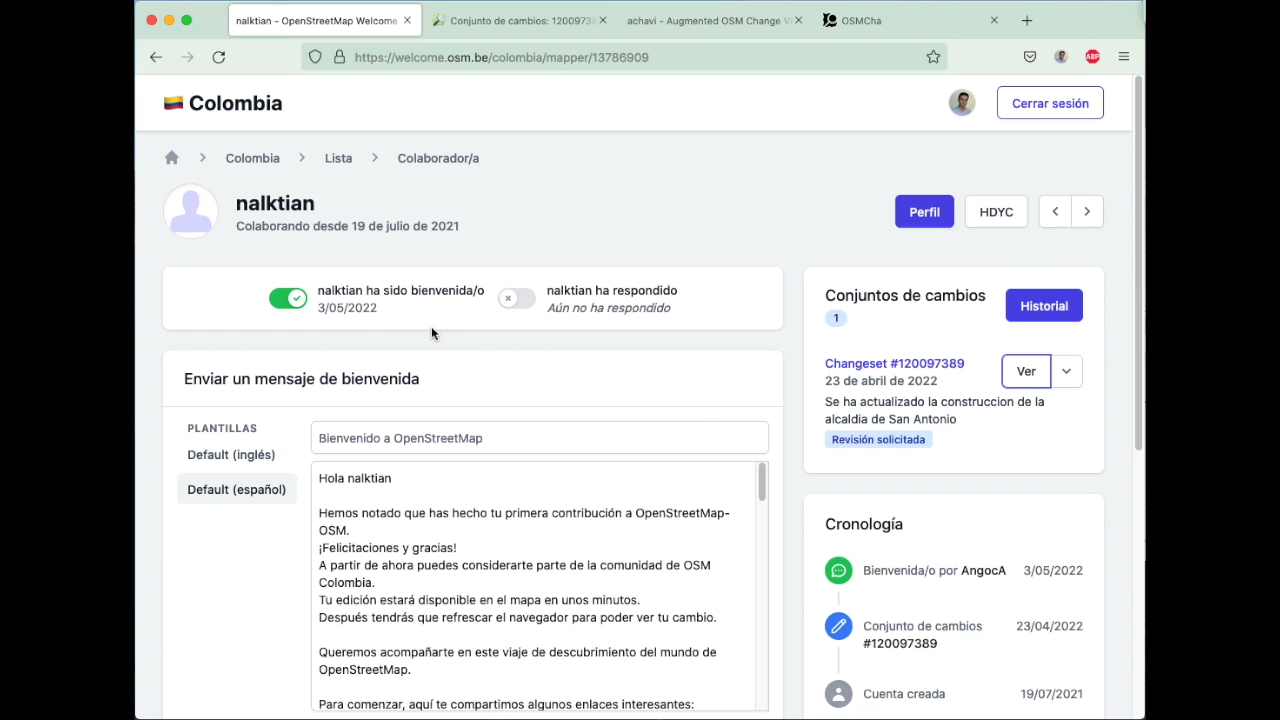 nalktian - OpenStreetMap Welcome
Conjunto de cambios: 1200973
achavi - Augmented OSM Change Vi
OSMCha
https://welcome.osm.be/colombia/mapper/13786909
ABP
Colombia
Cerrar sesión
Colombia
Lista
Colaborador/a
nalktian
Colaborando desde 19 de julio de 2021
Perfil
HDYC
nalktian ha sido bienvenida/o
3/05/2022
nalktian ha respondido
Aún no ha respondido
Enviar un mensaje de bienvenida
PLANTILLAS
Default (inglés)
Default (español)
Bienvenido a OpenStreetMap
Hola nalktian
Hemos notado que has hecho tu primera contribución a OpenStreetMap-
OSM.
¡Felicitaciones y gracias!
A partir de ahora puedes considerarte parte de la comunidad de OSM
Colombia.
Tu edición estará disponible en el mapa en unos minutos.
Después tendrás que refrescar el navegador para poder ver tu cambio.
Queremos acompañarte en este viaje de descubrimiento del mundo de
OpenStreetMap.
Para comenzar, aquí te compartimos algunos enlaces interesantes:
Conjuntos de cambios
1
Historial
Changeset #120097389
23 de abril de 2022
Ver
Se ha actualizado la construccion de la
alcaldia de San Antonio
Revisión solicitada
Cronología
Bienvenida/o por AngocA 3/05/2022
Conjunto de cambios 23/04/2022
#120097389
Cuenta creada 19/07/2021